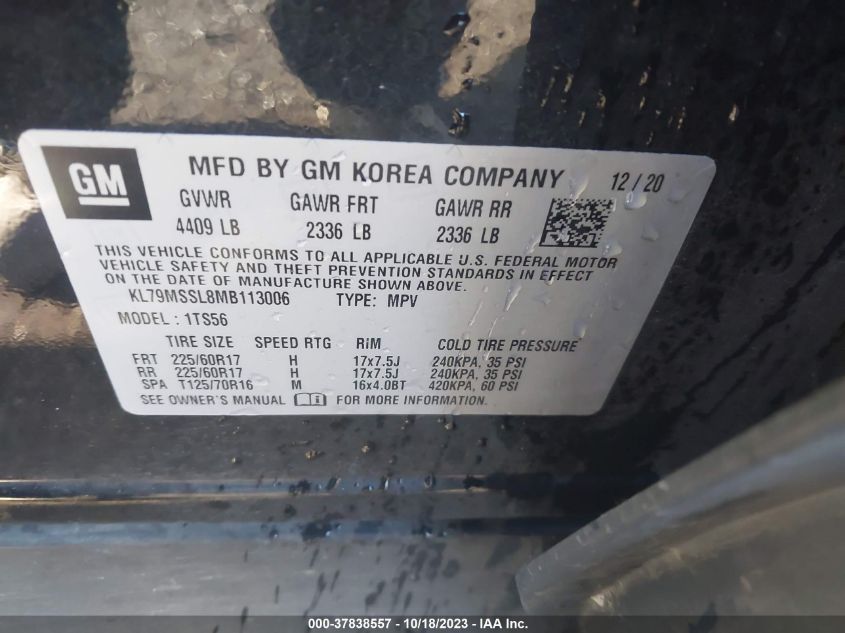 GM MFD BY GM KOREA COMPANY 12/20
GVWR GAWR FRT GAWR RR
4409 LB 2336 LB 2336 LB
THIS VEHICLE CONFORMS TO ALL APPLICABLE U.S. FEDERAL MOTOR
VEHICLE SAFETY AND THEFT PREVENTION STANDARDS IN EFFECT
ON THE DATE OF MANUFACTURE SHOWN ABOVE.
KL79MSSL8MB113006 TYPE: MPV
MODEL: 1TS56
TIRE SIZE SPEED RTG RIM COLD TIRE PRESSURE
FRT 225/60R17 H 17x7.5J 240KPA, 35 PSI
RR 225/60R17 H 17x7.5J 240KPA, 35 PSI
SPA T125/70R16 M 16x4.0BT 420KPA, 60 PSI
SEE OWNER'S MANUAL FOR MORE INFORMATION.
000-37838557 - 10/18/2023 - IAA Inc.